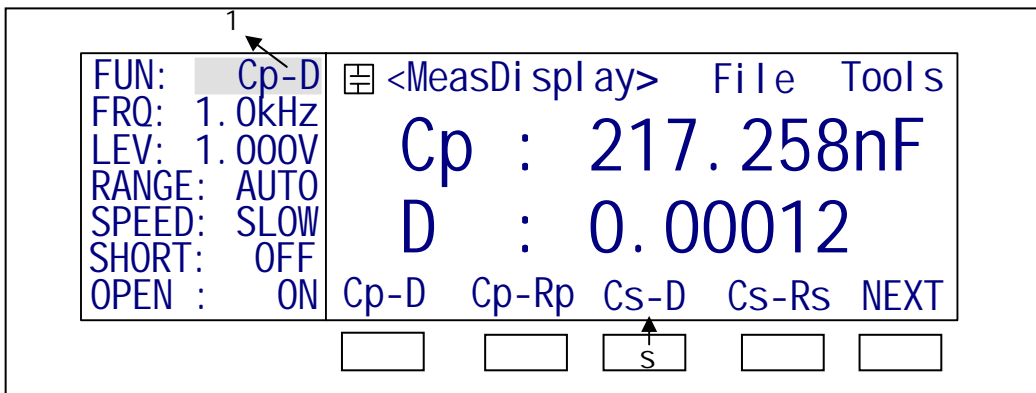 1
FUN: Cp-D
FRQ: 1.0kHz
LEV: 1.000V
RANGE: AUTO
SPEED: SLOW
SHORT: OFF
OPEN : ON
<MeasDisplay> File Tools
Cp : 217.258nF
D : 0.00012
Cp-D Cp-Rp Cs-D Cs-Rs NEXT
s